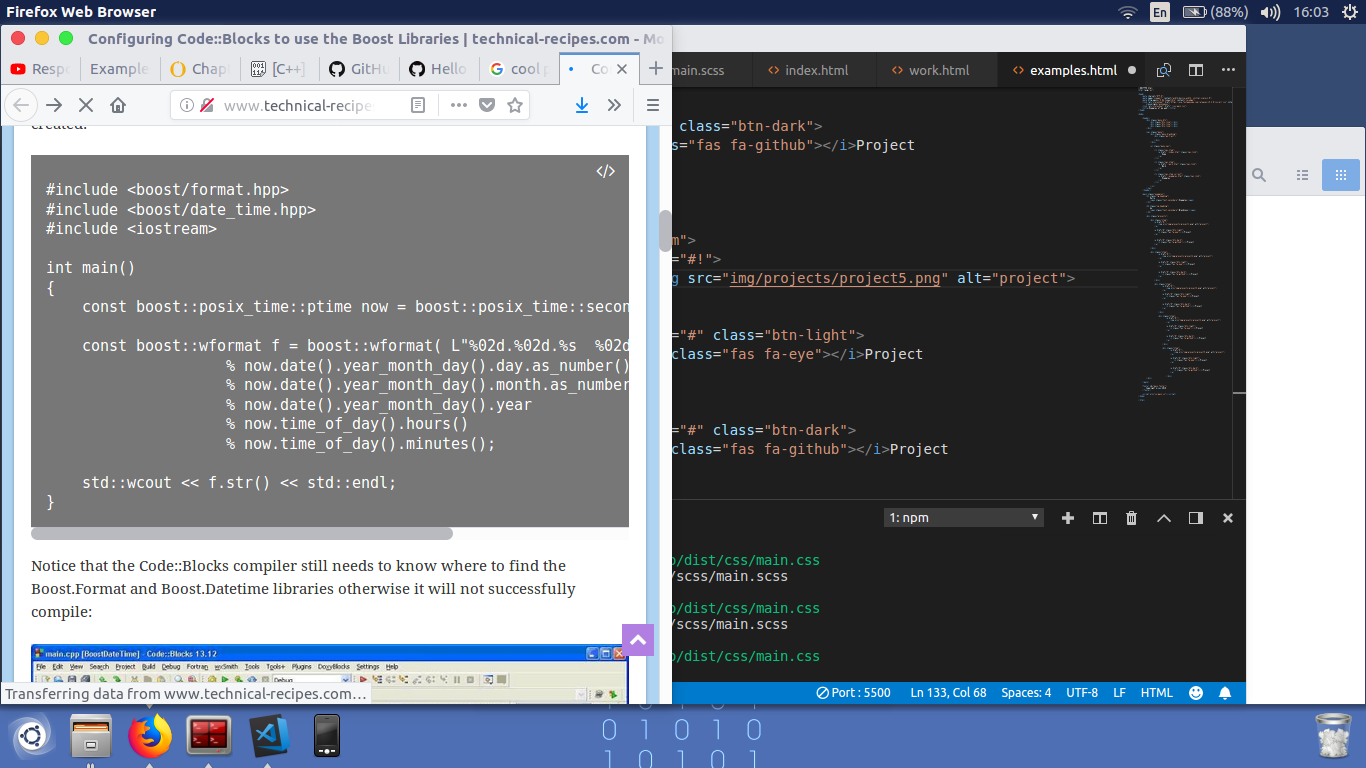 Firefox Web Browser
En
(88%)
16:03
Configuring Code::Blocks to use the Boost Libraries | technical-recipes.com - Mo
Resp
Example
Chap
[C++]
GitHu
Hello
cool p
Co
www.technical-recipe
created.
#include <boost/format.hpp>
#include <boost/date_time.hpp>
#include <iostream>
int main()
{
const boost::posix_time::ptime now = boost::posix_time::secon
const boost::wformat f = boost::wformat( L"%02d.%02d.%s  %02d
% now.date().year_month_day().day.as_number()
% now.date().year_month_day().month.as_number
% now.date().year_month_day().year
% now.time_of_day().hours()
% now.time_of_day().minutes();
std::wcout << f.str() << std::endl;
}
Notice that the Code::Blocks compiler still needs to know where to find the
Boost.Format and Boost.Datetime libraries otherwise it will not successfully
compile:
main.cpp [BoostDateTime] - Code::Blocks 13.12
File Edit View Search Project Build Debug Fortran wxSmith Tools Tools+ Plugins DoxyBlocks Settings Help
Debug
Transferring data from www.technical-recipes.com…
main.scss
index.html
work.html
examples.html
class="btn-dark">
s="fas fa-github"></i>Project
m">
="#!">
g src="img/projects/project5.png" alt="project">
="#" class="btn-light">
class="fas fa-eye"></i>Project
="#" class="btn-dark">
class="fas fa-github"></i>Project
1: npm
p/dist/css/main.css
/scss/main.scss
p/dist/css/main.css
/scss/main.scss
p/dist/css/main.css
Port : 5500
Ln 133, Col 68
Spaces: 4
UTF-8
LF
HTML
0 1 0 1 0
1 0 1 0 1